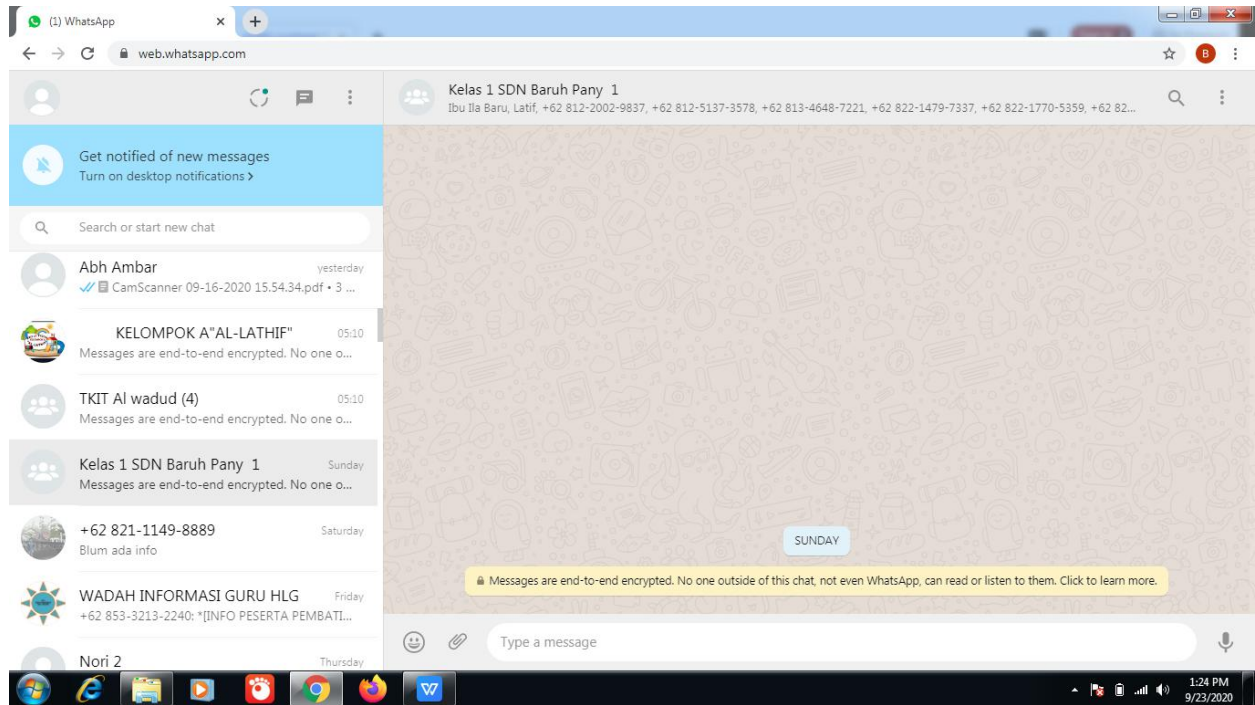 (1) WhatsApp
web.whatsapp.com
B
Get notified of new messages
Turn on desktop notifications >
Search or start new chat
Abh Ambar yesterday
CamScanner 09-16-2020 15.54.34.pdf • 3 ...
KELOMPOK A"AL-LATHIF" 05:10
Messages are end-to-end encrypted. No one o...
TKIT Al wadud (4) 05:10
Messages are end-to-end encrypted. No one o...
Kelas 1 SDN Baruh Pany 1 Sunday
Messages are end-to-end encrypted. No one o...
+62 821-1149-8889 Saturday
Blum ada info
WADAH INFORMASI GURU HLG Friday
+62 853-3213-2240: *[INFO PESERTA PEMBATI...
Nori 2 Thursday
Kelas 1 SDN Baruh Pany 1
Ibu Ila Baru, Latif, +62 812-2002-9837, +62 812-5137-3578, +62 813-4648-7221, +62 822-1479-7337, +62 822-1770-5359, +62 82...
SUNDAY
Messages are end-to-end encrypted. No one outside of this chat, not even WhatsApp, can read or listen to them. Click to learn more.
Type a message
1:24 PM
9/23/2020